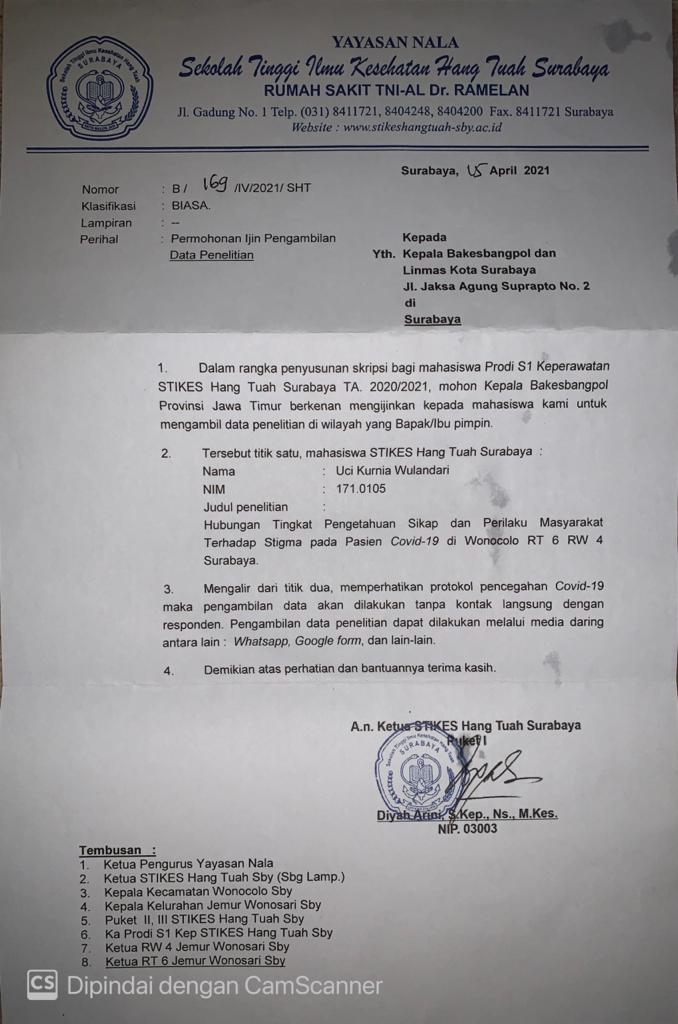 YAYASAN NALA
Sekolah Tinggi Ilmu Kesehatan Hang Tuah Surabaya
RUMAH SAKIT TNI-AL Dr. RAMELAN
Jl. Gadung No. 1 Telp. (031) 8411721, 8404248, 8404200 Fax. 8411721 Surabaya
Website : www.stikeshangtuah-sby.ac.id
Surabaya, 15 April 2021
Nomor : B / 169 /IV/2021/ SHT
Klasifikasi : BIASA.
Lampiran : --
Perihal : Permohonan Ijin Pengambilan
Data Penelitian
Kepada
Yth. Kepala Bakesbangpol dan
Linmas Kota Surabaya
Jl. Jaksa Agung Suprapto No. 2
di
Surabaya
1. Dalam rangka penyusunan skripsi bagi mahasiswa Prodi S1 Keperawatan
STIKES Hang Tuah Surabaya TA. 2020/2021, mohon Kepala Bakesbangpol
Provinsi Jawa Timur berkenan mengijinkan kepada mahasiswa kami untuk
mengambil data penelitian di wilayah yang Bapak/Ibu pimpin.
2. Tersebut titik satu, mahasiswa STIKES Hang Tuah Surabaya :
Nama : Uci Kurnia Wulandari
NIM : 171.0105
Judul penelitian :
Hubungan Tingkat Pengetahuan Sikap dan Perilaku Masyarakat
Terhadap Stigma pada Pasien Covid-19 di Wonocolo RT 6 RW 4
Surabaya.
3. Mengalir dari titik dua, memperhatikan protokol pencegahan Covid-19
maka pengambilan data akan dilakukan tanpa kontak langsung dengan
responden. Pengambilan data penelitian dapat dilakukan melalui media daring
antara lain : Whatsapp, Google form, dan lain-lain.
4. Demikian atas perhatian dan bantuannya terima kasih.
A.n. Ketua STIKES Hang Tuah Surabaya
Puket I
SURABAYA
Diyah Arini, S.Kep., Ns., M.Kes.
NIP. 03003
Tembusan :
1. Ketua Pengurus Yayasan Nala
2. Ketua STIKES Hang Tuah Sby (Sbg Lamp.)
3. Kepala Kecamatan Wonocolo Sby
4. Kepala Kelurahan Jemur Wonosari Sby
5. Puket II, III STIKES Hang Tuah Sby
6. Ka Prodi S1 Kep STIKES Hang Tuah Sby
7. Ketua RW 4 Jemur Wonosari Sby
8. Ketua RT 6 Jemur Wonosari Sby
CS Dipindai dengan CamScanner